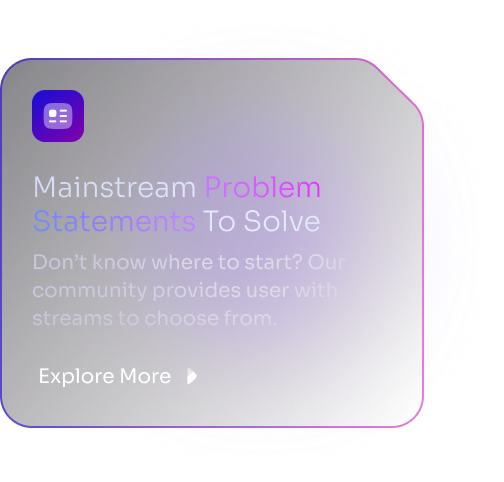 Mainstream Problem
Statements To Solve
Don’t know where to start? Our
community provides user with
streams to choose from.
Explore More